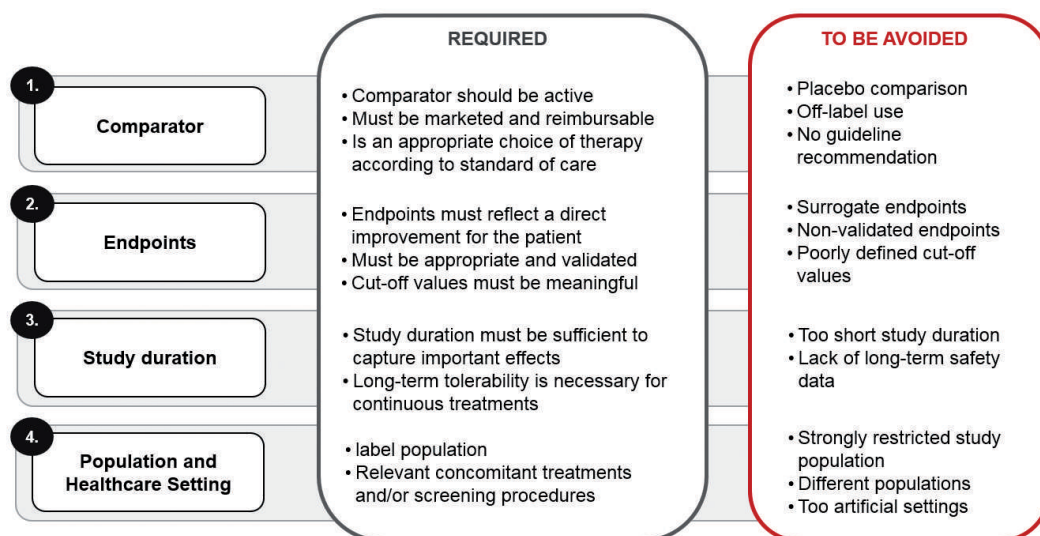 REQUIRED
TO BE AVOIDED
1.
Comparator
• Comparator should be active
• Must be marketed and reimbursable
• Is an appropriate choice of therapy
according to standard of care
• Placebo comparison
• Off-label use
• No guideline
recommendation
2.
Endpoints
• Endpoints must reflect a direct
improvement for the patient
• Must be appropriate and validated
• Cut-off values must be meaningful
• Surrogate endpoints
• Non-validated endpoints
• Poorly defined cut-off
values
3.
Study duration
• Study duration must be sufficient to
capture important effects
• Long-term tolerability is necessary for
continuous treatments
• Too short study duration
• Lack of long-term safety
data
4.
Population and
Healthcare Setting
• label population
• Relevant concomitant treatments
and/or screening procedures
• Strongly restricted study
population
• Different populations
• Too artificial settings